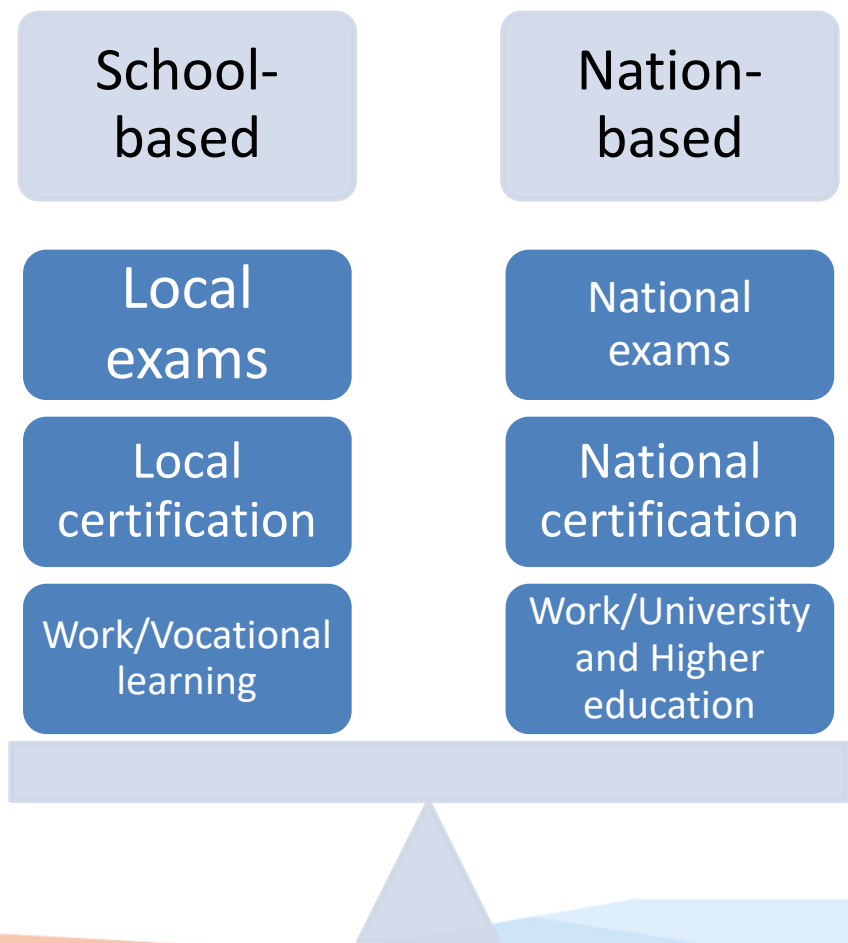 School-
based
Nation-
based
Local
exams
National
exams
Local
certification
National
certification
Work/Vocational
learning
Work/University
and Higher
education